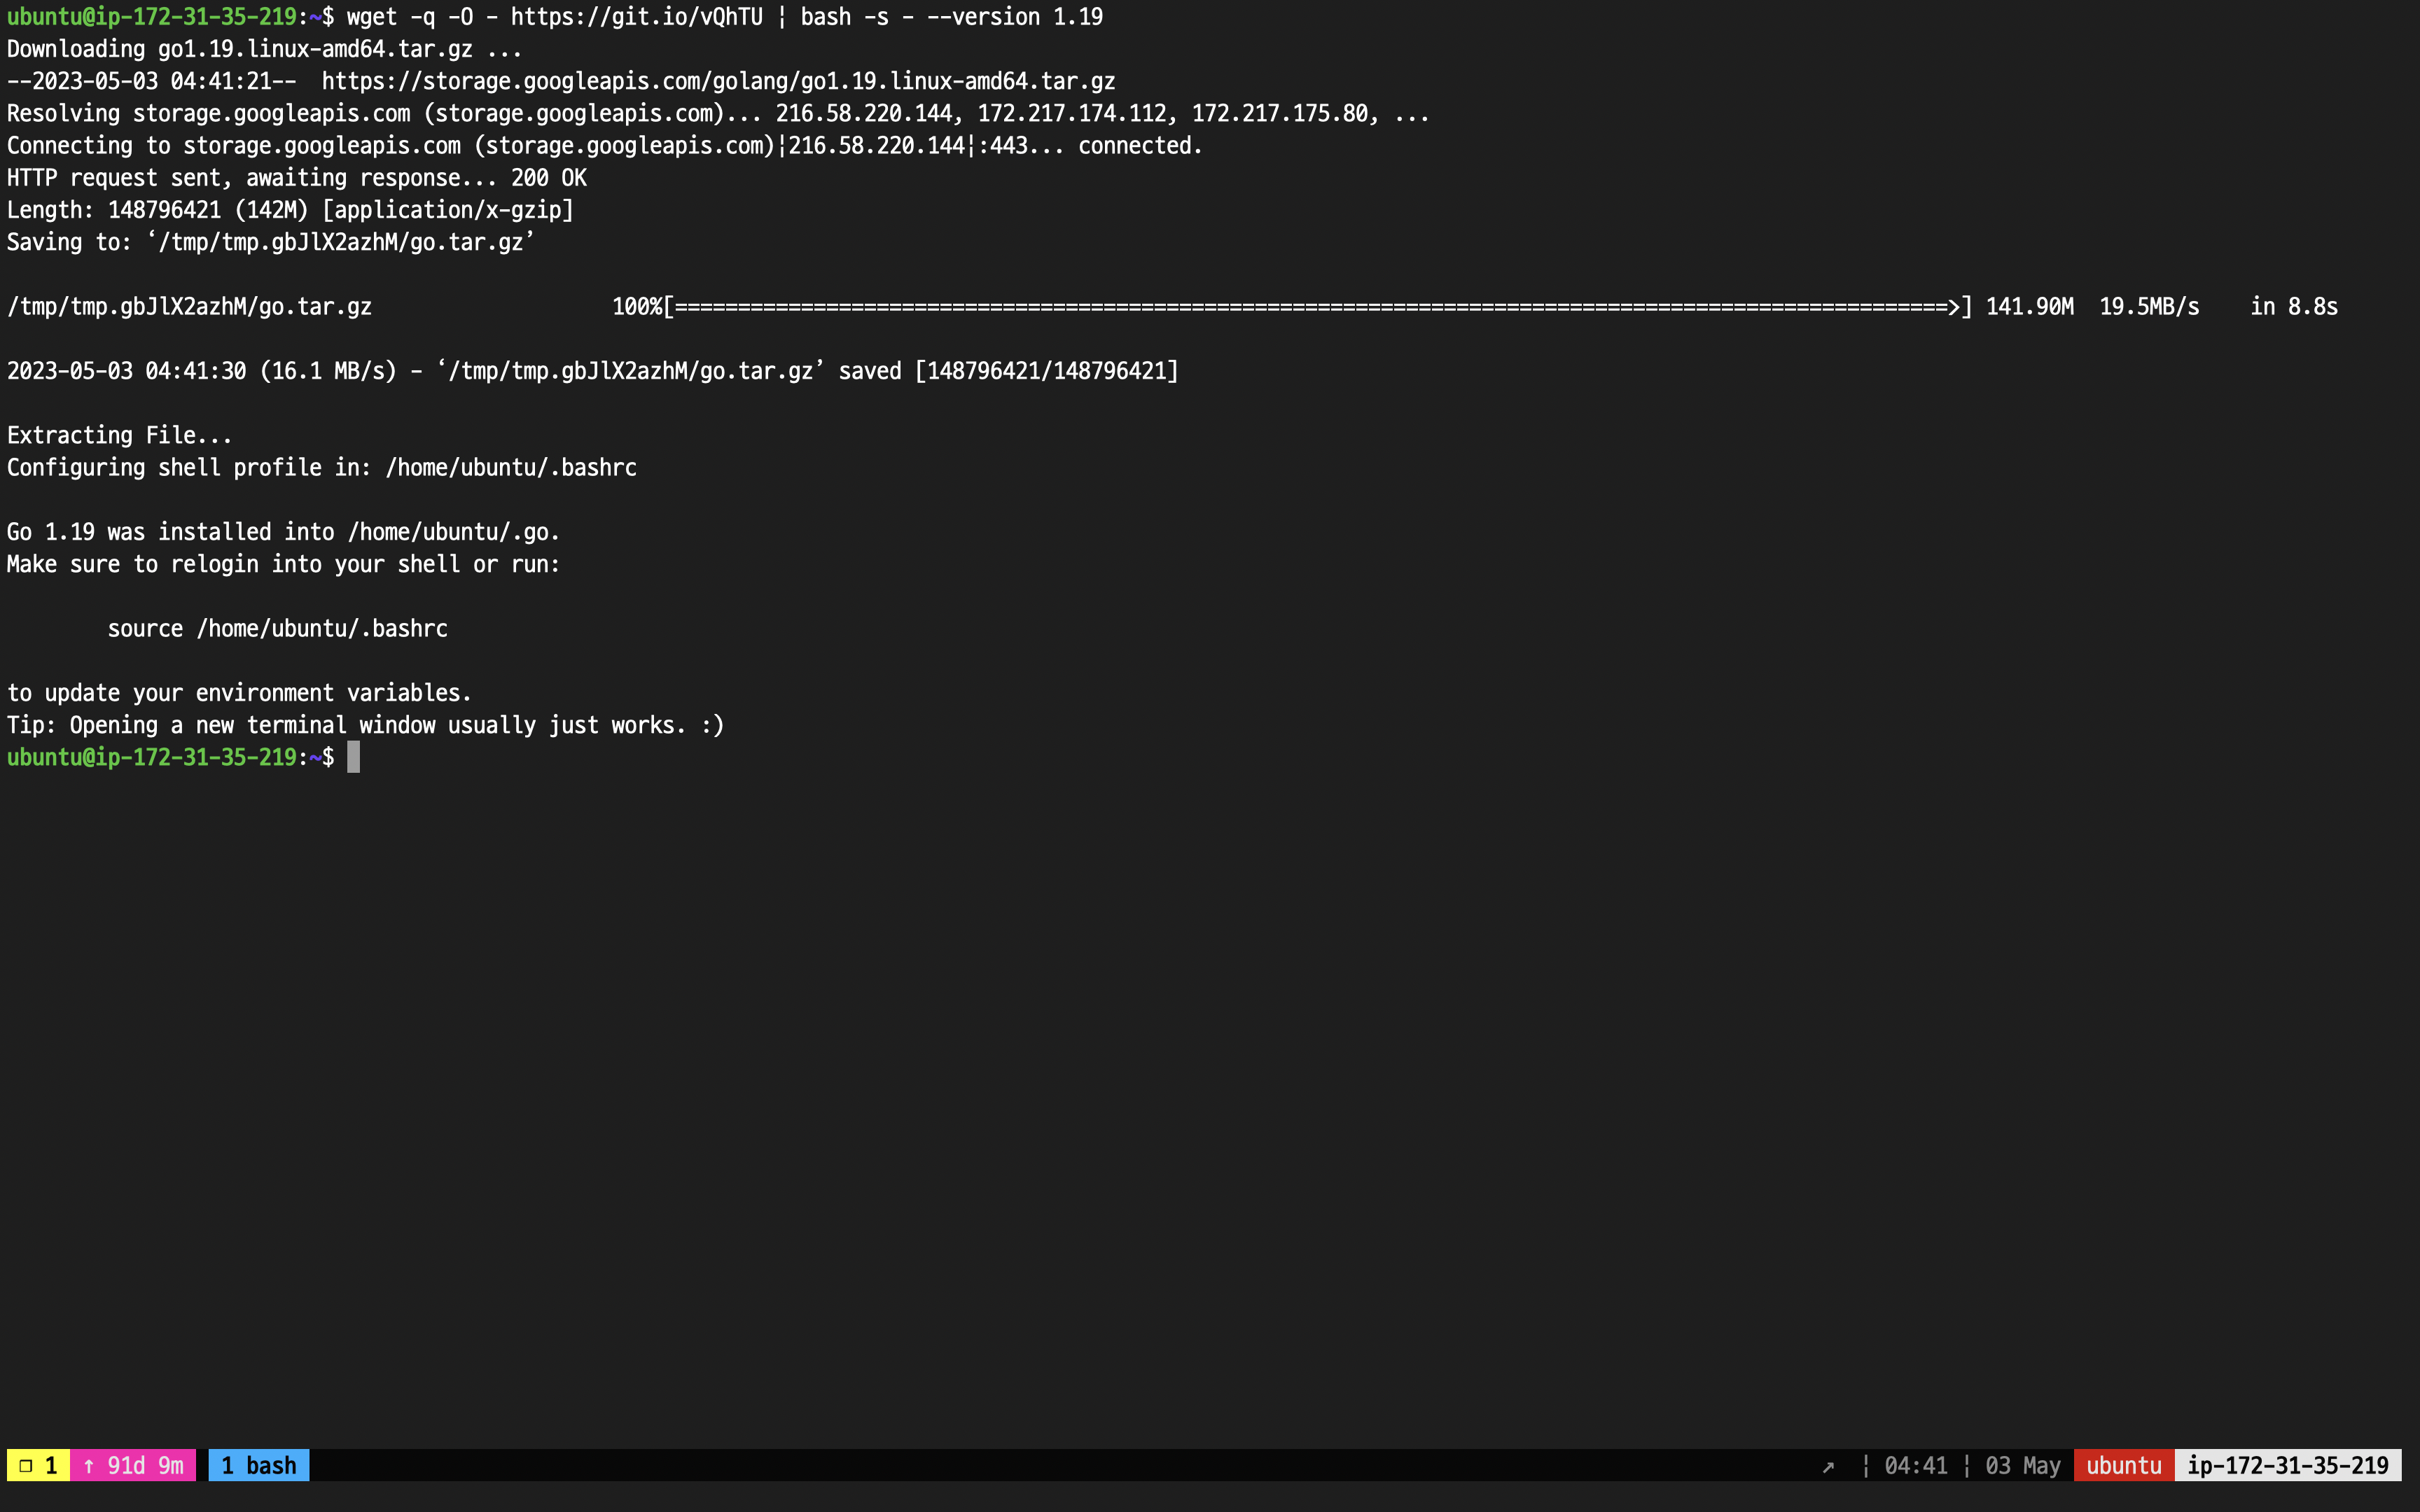 ubuntu@ip-172-31-35-219:~$ wget -q -O - https://git.io/vQhTU | bash -s - --version 1.19
Downloading go1.19.linux-amd64.tar.gz ...
--2023-05-03 04:41:21--  https://storage.googleapis.com/golang/go1.19.linux-amd64.tar.gz
Resolving storage.googleapis.com (storage.googleapis.com)... 216.58.220.144, 172.217.174.112, 172.217.175.80, ...
Connecting to storage.googleapis.com (storage.googleapis.com)|216.58.220.144|:443... connected.
HTTP request sent, awaiting response... 200 OK
Length: 148796421 (142M) [application/x-gzip]
Saving to: ‘/tmp/tmp.gbJlX2azhM/go.tar.gz’
/tmp/tmp.gbJlX2azhM/go.tar.gz 100%[=====================================================================================================>] 141.90M  19.5MB/s    in 8.8s
2023-05-03 04:41:30 (16.1 MB/s) - ‘/tmp/tmp.gbJlX2azhM/go.tar.gz’ saved [148796421/148796421]
Extracting File...
Configuring shell profile in: /home/ubuntu/.bashrc
Go 1.19 was installed into /home/ubuntu/.go.
Make sure to relogin into your shell or run:
source /home/ubuntu/.bashrc
to update your environment variables.
Tip: Opening a new terminal window usually just works. :)
ubuntu@ip-172-31-35-219:~$
❐ 1 ↑ 91d 9m 1 bash ↗ | 04:41 | 03 May ubuntu ip-172-31-35-219